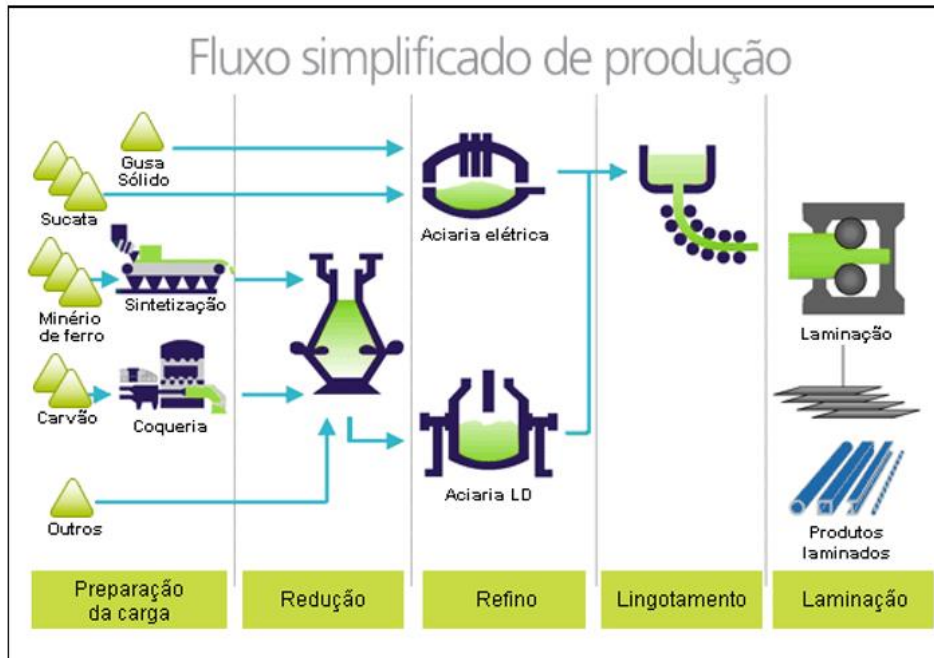 Fluxo simplificado de produção
Gusa
Sólido
Sucata
Aciaria elétrica
Sintetização
Minério
de ferro
Laminação
Carvão
Coqueria
Aciaria LD
Outros
Produtos
laminados
Preparação
da carga
Redução
Refino
Lingotamento
Laminação